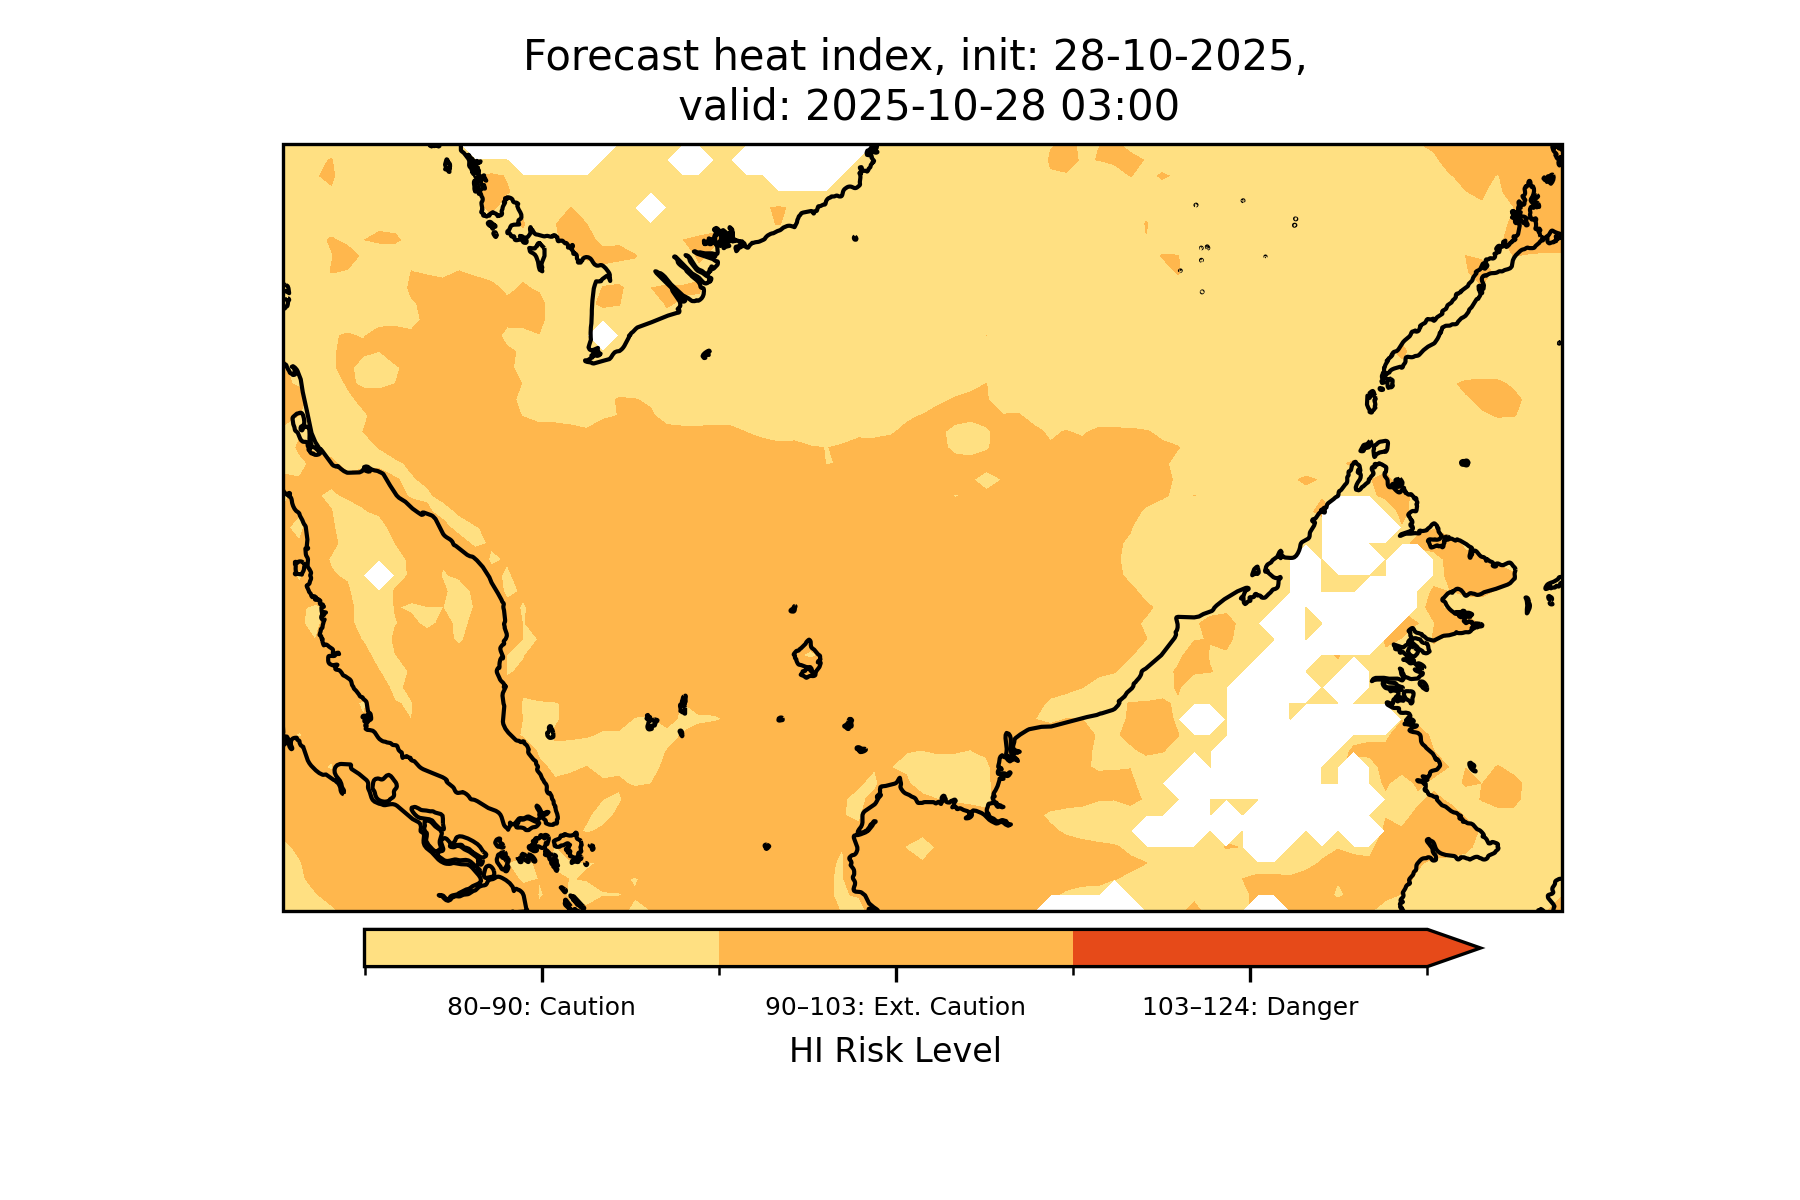 Forecast heat index, init: 28-10-2025,
valid: 2025-10-28 03:00
80–90: Caution
90–103: Ext. Caution
103–124: Danger
HI Risk Level